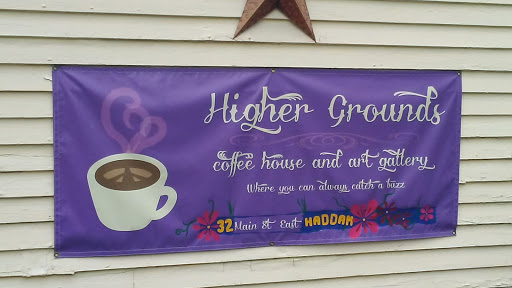 Higher Grounds
coffee house and art gallery
Where you can always catch a buzz
32 Main St East HADDAM